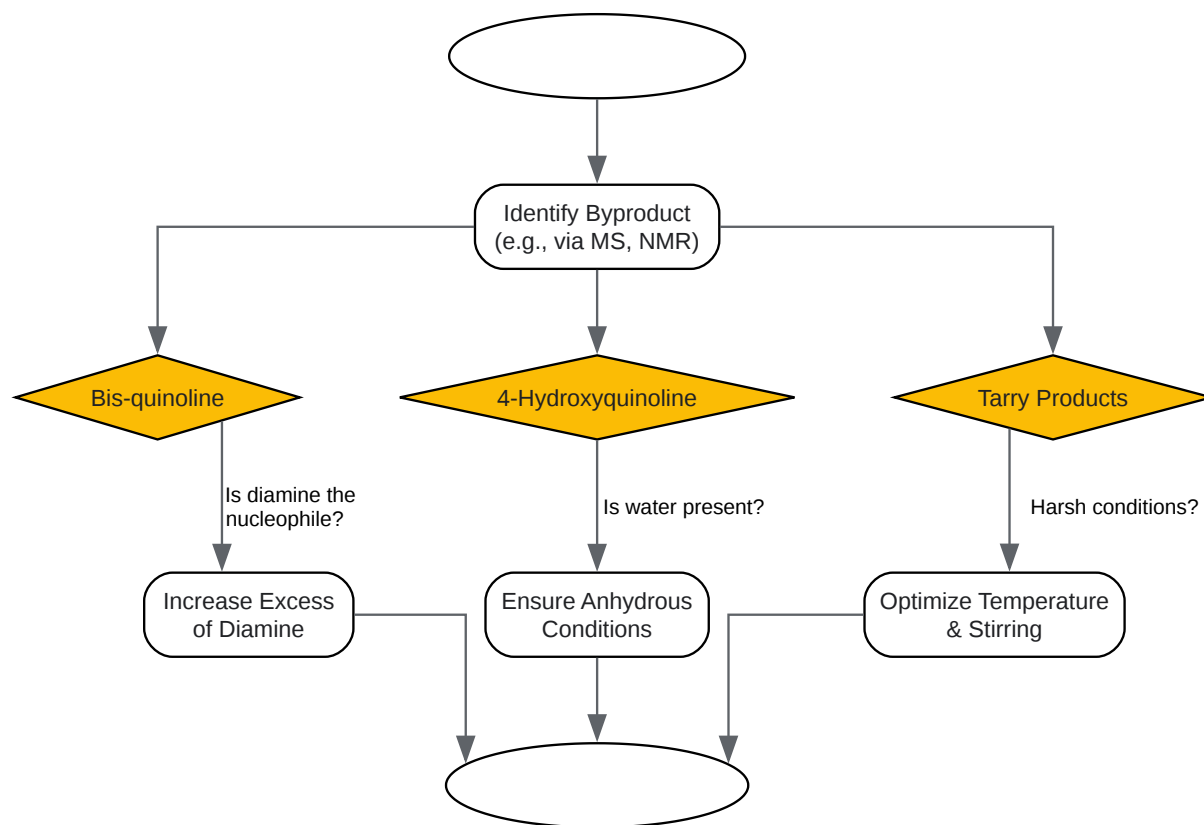 Identify Byproduct
(e.g., via MS, NMR)
Bis-quinoline
4-Hydroxyquinoline
Tarry Products
Is diamine the
nucleophile?
Is water present?
Harsh conditions?
Increase Excess
of Diamine
Ensure Anhydrous
Conditions
Optimize Temperature
& Stirring